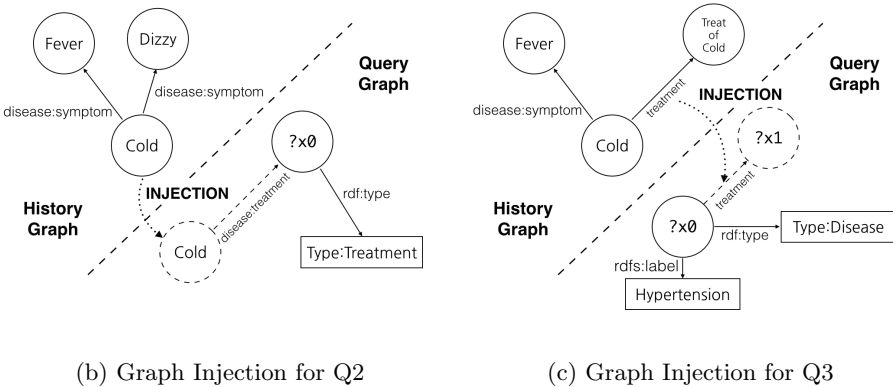 Fever
Dizzy
disease:symptom
disease:symptom
Cold
Query
Graph
INJECTION
History
Graph
Cold
disease:treatment
?x0
rdf:type
Type:Treatment
(b) Graph Injection for Q2
Fever
Treat
of
Cold
disease:symptom
treatment
Cold
Query
Graph
INJECTION
?x1
treatment
History
Graph
?x0
rdf:type
Type:Disease
rdfs:label
Hypertension
(c) Graph Injection for Q3